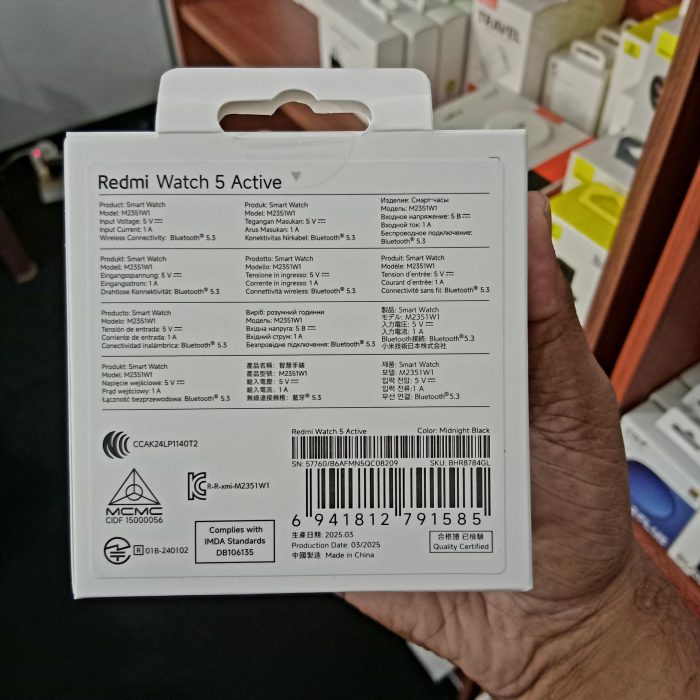 TRAVEL
Redmi Watch 5 Active
Product: Smart Watch
Model: M2351W1
Input Voltage: 5 V⎓
Input Current: 1 A
Wireless Connectivity: Bluetooth® 5.3
Produk: Smart Watch
Model: M2351W1
Tegangan Masukan: 5 V⎓
Arus Masukan: 1 A
Konektivitas Nirkabel: Bluetooth® 5.3
Изделие: Смарт-часы
Модель: M2351W1
Входное напряжение: 5 В⎓
Входной ток: 1 А
Беспроводное подключение:
Bluetooth® 5.3
Produkt: Smart Watch
Modell: M2351W1
Eingangsspannung: 5 V⎓
Eingangsstrom: 1 A
Drahtlose Konnektivität: Bluetooth® 5.3
Prodotto: Smart Watch
Modello: M2351W1
Tensione in ingresso: 5 V⎓
Corrente in ingresso: 1 A
Connettività wireless: Bluetooth® 5.3
Produit: Smart Watch
Modèle: M2351W1
Tension d'entrée: 5 V⎓
Courant d'entrée: 1 A
Connectivité sans fil: Bluetooth® 5.3
Producto: Smart Watch
Modelo: M2351W1
Tensión de entrada: 5 V⎓
Corriente de entrada: 1 A
Conectividad inalámbrica: Bluetooth® 5.3
Виріб: розумний годинник
Модель: M2351W1
Вхідна напруга: 5 В⎓
Вхідний струм: 1 А
Безпровідне підключення: Bluetooth® 5.3
製品: Smart Watch
モデル: M2351W1
入力電圧: 5 V⎓
入力電流: 1 A
Bluetooth接続: Bluetooth® 5.3
小米技術日本株式会社
Produkt: Smart Watch
Model: M2351W1
Napięcie wejściowe: 5 V⎓
Prąd wejściowy: 1 A
Łączność bezprzewodowa: Bluetooth® 5.3
產品名稱: 智慧手錶
產品型號: M2351W1
輸入電壓: 5 V⎓
輸入電流: 1 A
無線連接規格: 藍牙® 5.3
제품: Smart Watch
모델: M2351W1
입력 전압: 5 V⎓
입력 전류: 1 A
무선 연결: Bluetooth® 5.3
CCAK24LP1140T2
MCMC
CIDF 15000056
R-R-xmi-M2351W1
R 018-240102
Complies with
IMDA Standards
DB106135
Redmi Watch 5 Active
Color: Midnight Black
SN: 57760/B6AFMN5QC08209
SKU: BHR8784GL
6 941812 791585
生產日期: 2025.03
Production Date: 03/2025
中國製造 Made in China
合格證 已檢驗
Quality Certified